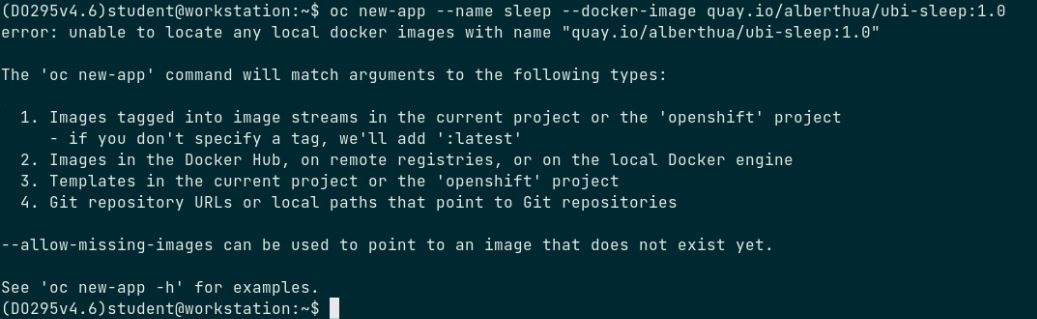 (DO295v4.6)student@workstation:~$ oc new-app --name sleep --docker-image quay.io/alberthua/ubi-sleep:1.0
error: unable to locate any local docker images with name "quay.io/alberthua/ubi-sleep:1.0"

The 'oc new-app' command will match arguments to the following types:

  1. Images tagged into image streams in the current project or the 'openshift' project
     - if you don't specify a tag, we'll add ':latest'
  2. Images in the Docker Hub, on remote registries, or on the local Docker engine
  3. Templates in the current project or the 'openshift' project
  4. Git repository URLs or local paths that point to Git repositories

--allow-missing-images can be used to point to an image that does not exist yet.

See 'oc new-app -h' for examples.
(DO295v4.6)student@workstation:~$